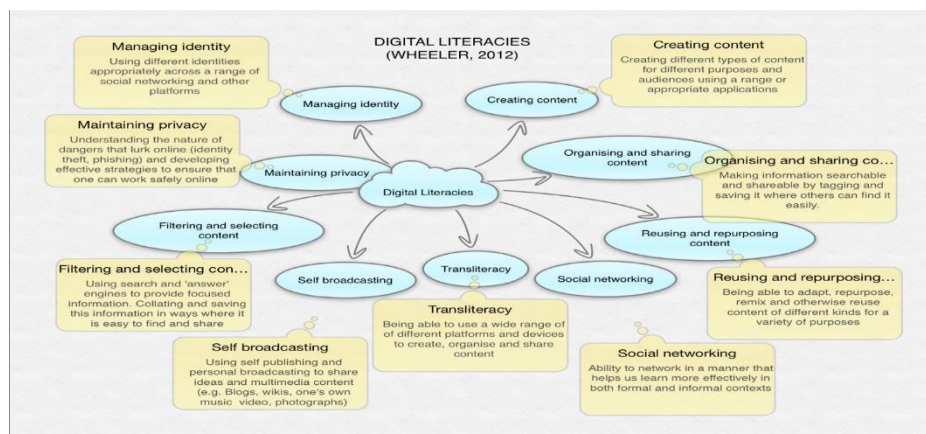 DIGITAL LITERACIES
(WHEELER, 2012)
Managing identity
Using different identities
appropriately across a range of
social networking and other
platforms
Managing identity
Creating content
Creating different types of content
for different purposes and
audiences using a range or
appropriate applications
Creating content
Maintaining privacy
Understanding the nature of
dangers that lurk online (identity
theft, phishing) and developing
effective strategies to ensure that
one can work safely online
Maintaining privacy
Organising and sharing
content
Organising and sharing co...
Making information searchable
and shareable by tagging and
saving it where others can find it
easily.
Digital Literacies
Filtering and selecting
content
Filtering and selecting con...
Using search and 'answer'
engines to provide focused
information. Collating and saving
this information in ways where it
is easy to find and share
Reusing and repurposing
content
Reusing and repurposing...
Being able to adapt, repurpose,
remix and otherwise reuse
content of different kinds for a
variety of purposes
Self broadcasting
Self broadcasting
Using self publishing and
personal broadcasting to share
ideas and multimedia content
(e.g. Blogs, wikis, one's own
music video, photographs)
Transliteracy
Transliteracy
Being able to use a wide range of
of different platforms and devices
to create, organise and share
content
Social networking
Social networking
Ability to network in a manner that
helps us learn more effectively in
both formal and informal contexts